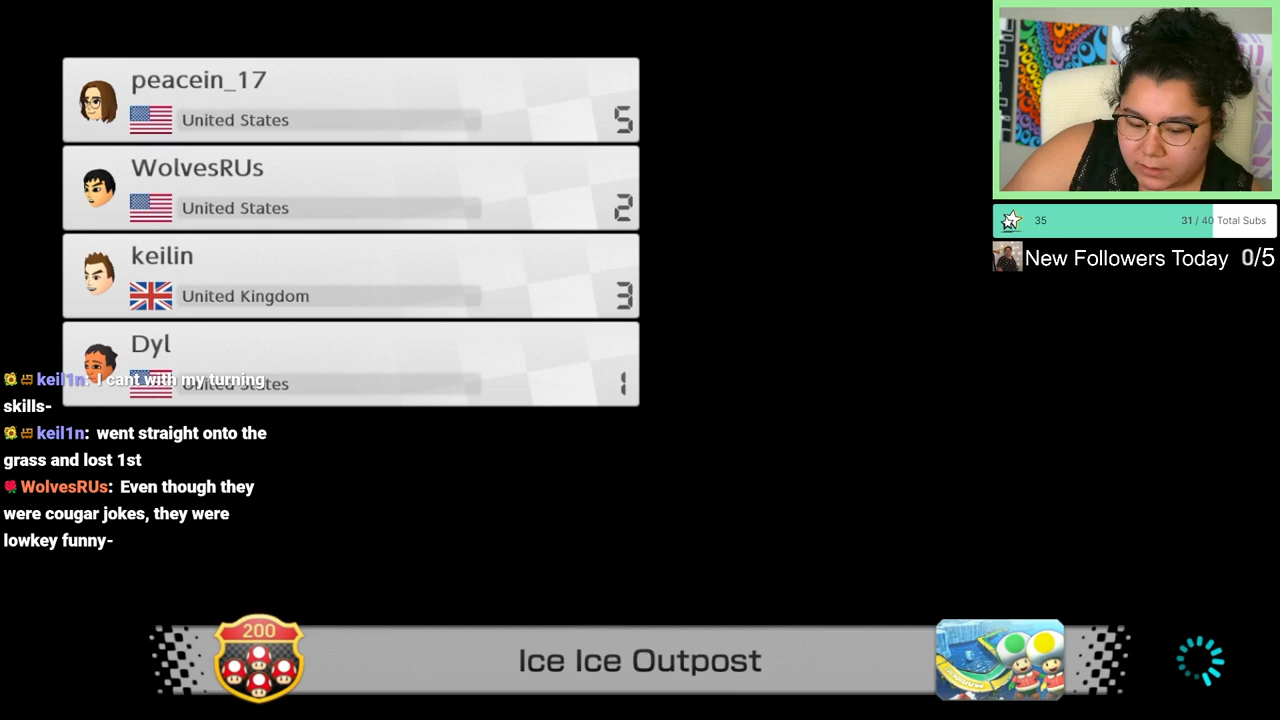 peacein_17
United States
5
WolvesRUs
United States
2
keilin
United Kingdom
3
Dyl
United States
1
keil1n: I cant with my turning
skills-
keil1n: went straight onto the
grass and lost 1st
WolvesRUs: Even though they
were cougar jokes, they were
lowkey funny-
35
31 / 40 Total Subs
New Followers Today 0/5
200
Ice Ice Outpost